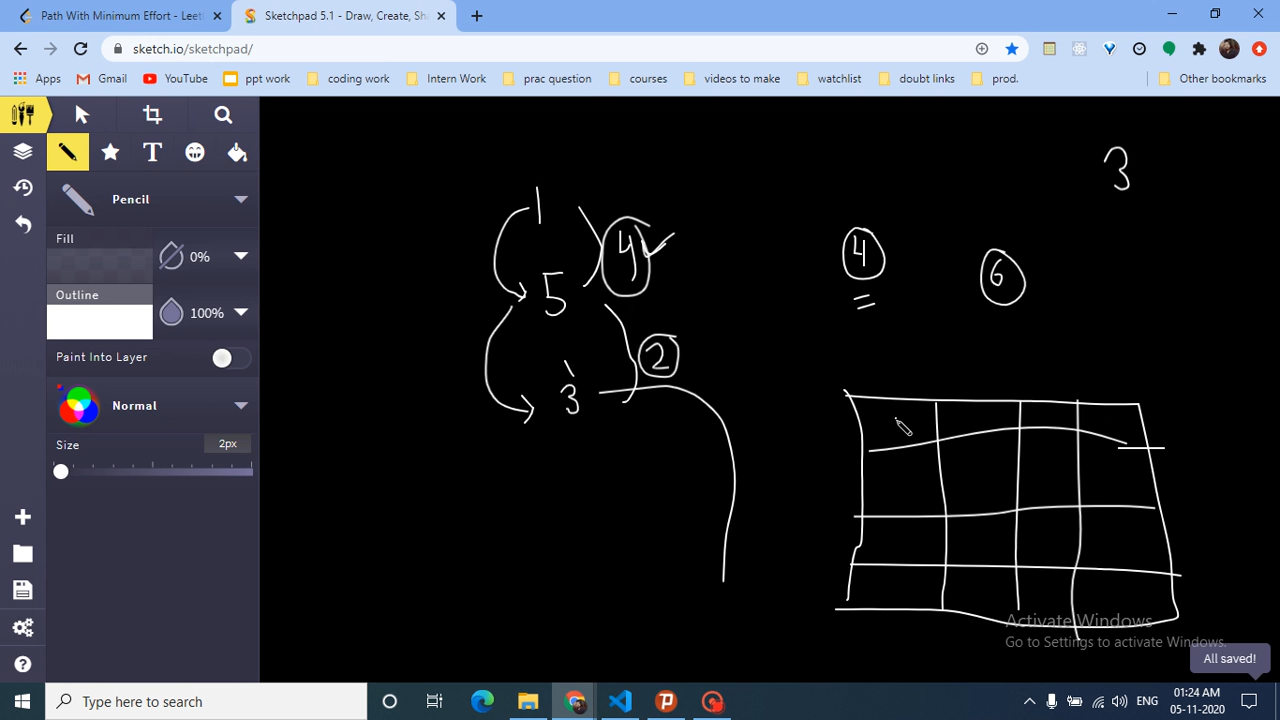 Path With Minimum Effort - Leet
Sketchpad 5.1 - Draw, Create, Sha
sketch.io/sketchpad/
Apps
Gmail
YouTube
ppt work
coding work
Intern Work
prac question
courses
videos to make
watchlist
doubt links
prod.
Other bookmarks
Pencil
Fill
0%
Outline
100%
Paint Into Layer
Normal
Size
2px
3
1
4
4
6
5
2
3
Activate Windows
Go to Settings to activate Windows.
All saved!
Type here to search
ENG
01:24 AM
05-11-2020